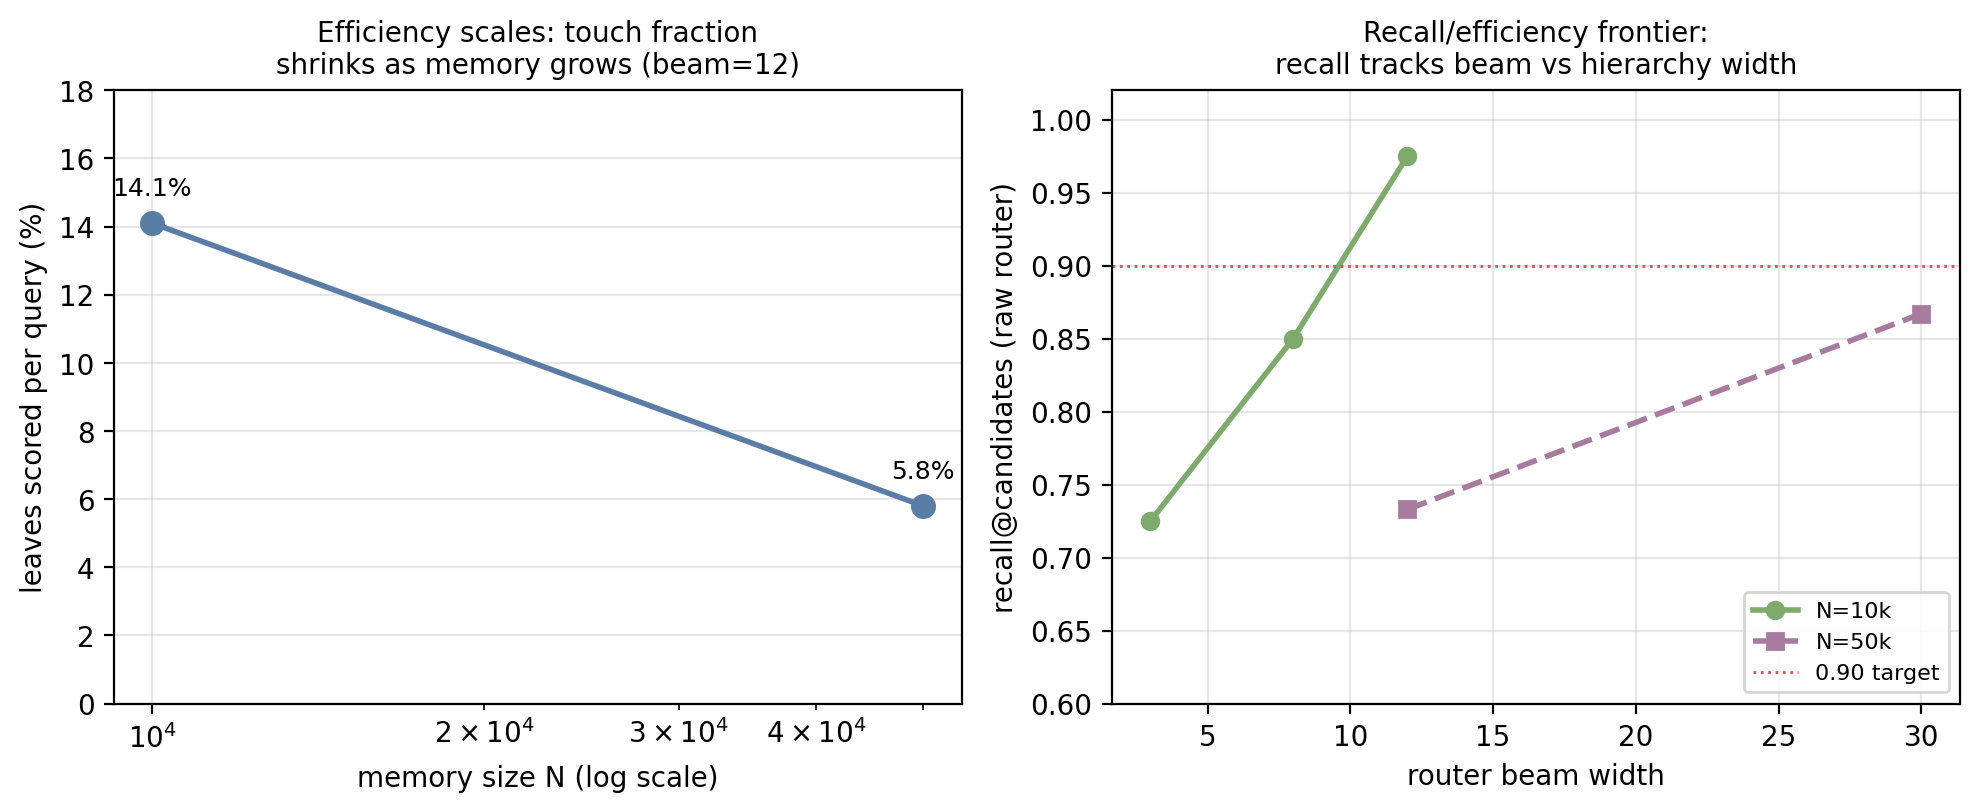 Efficiency scales: touch fraction
shrinks as memory grows (beam=12)
18
16
14
12
10
8
6
4
2
0
14.1%
5.8%
leaves scored per query (%)
10⁴
2×10⁴
3×10⁴
4×10⁴
memory size N (log scale)
Recall/efficiency frontier:
recall tracks beam vs hierarchy width
1.00
0.95
0.90
0.85
0.80
0.75
0.70
0.65
0.60
recall@candidates (raw router)
N=10k
N=50k
0.90 target
5
10
15
20
25
30
router beam width